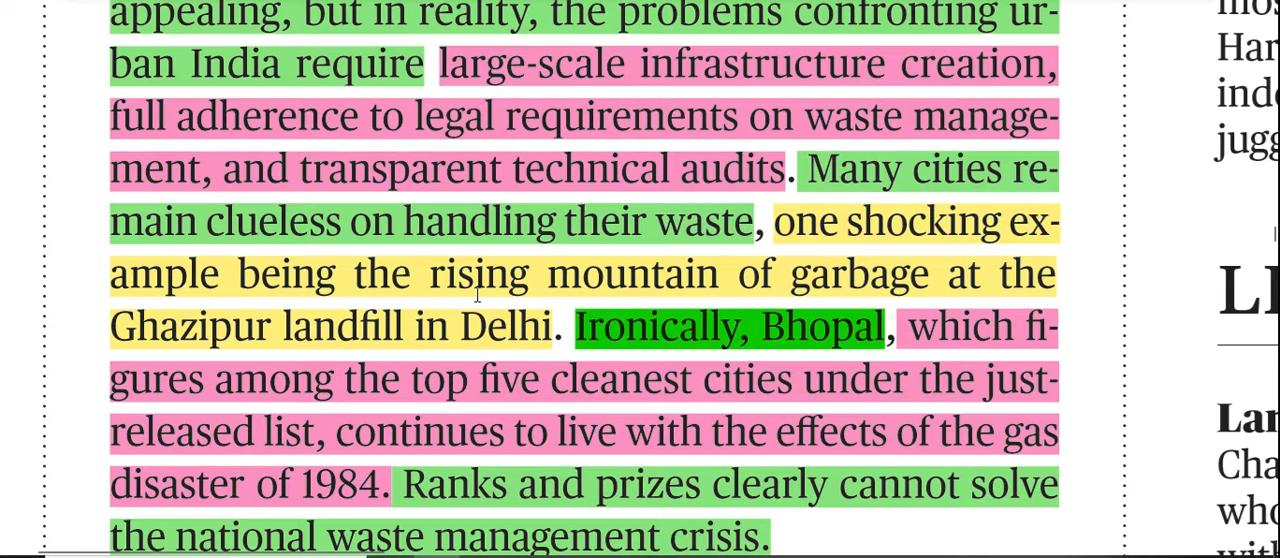 appealing, but in reality, the problems confronting ur-
ban India require large-scale infrastructure creation,
full adherence to legal requirements on waste manage-
ment, and transparent technical audits. Many cities re-
main clueless on handling their waste, one shocking ex-
ample being the rising mountain of garbage at the
Ghazipur landfill in Delhi. Ironically, Bhopal, which fi-
gures among the top five cleanest cities under the just-
released list, continues to live with the effects of the gas
disaster of 1984. Ranks and prizes clearly cannot solve
the national waste management crisis.